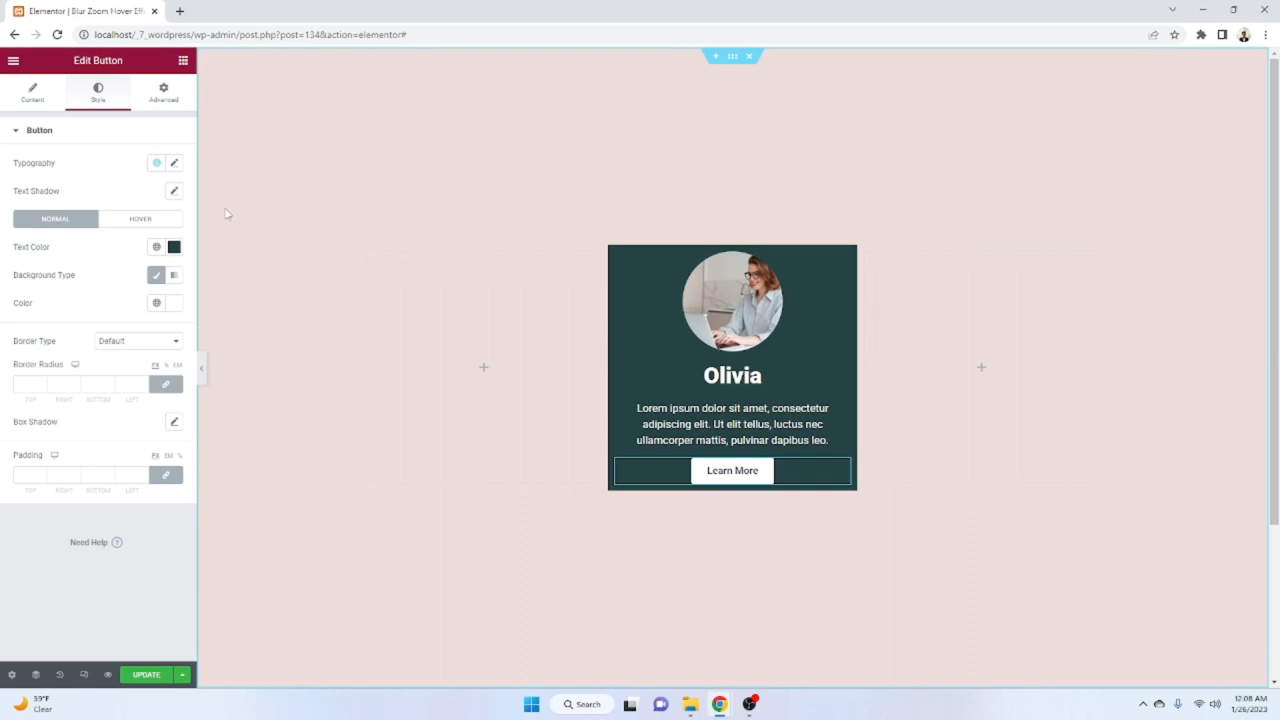 Elementor | Blur Zoom Hover Eff
localhost/_7_wordpress/wp-admin/post.php?post=134&action=elementor#
Edit Button
Content
Style
Advanced
Button
Typography
Text Shadow
NORMAL
HOVER
Text Color
Background Type
Color
Border Type
Default
Border Radius
PX % EM
TOP RIGHT BOTTOM LEFT
Box Shadow
Padding
PX EM %
TOP RIGHT BOTTOM LEFT
Need Help ?
UPDATE
Olivia
Lorem ipsum dolor sit amet, consectetur
adipiscing elit. Ut elit tellus, luctus nec
ullamcorper mattis, pulvinar dapibus leo.
Learn More
59°F
Clear
Search
12:08 AM
1/26/2023